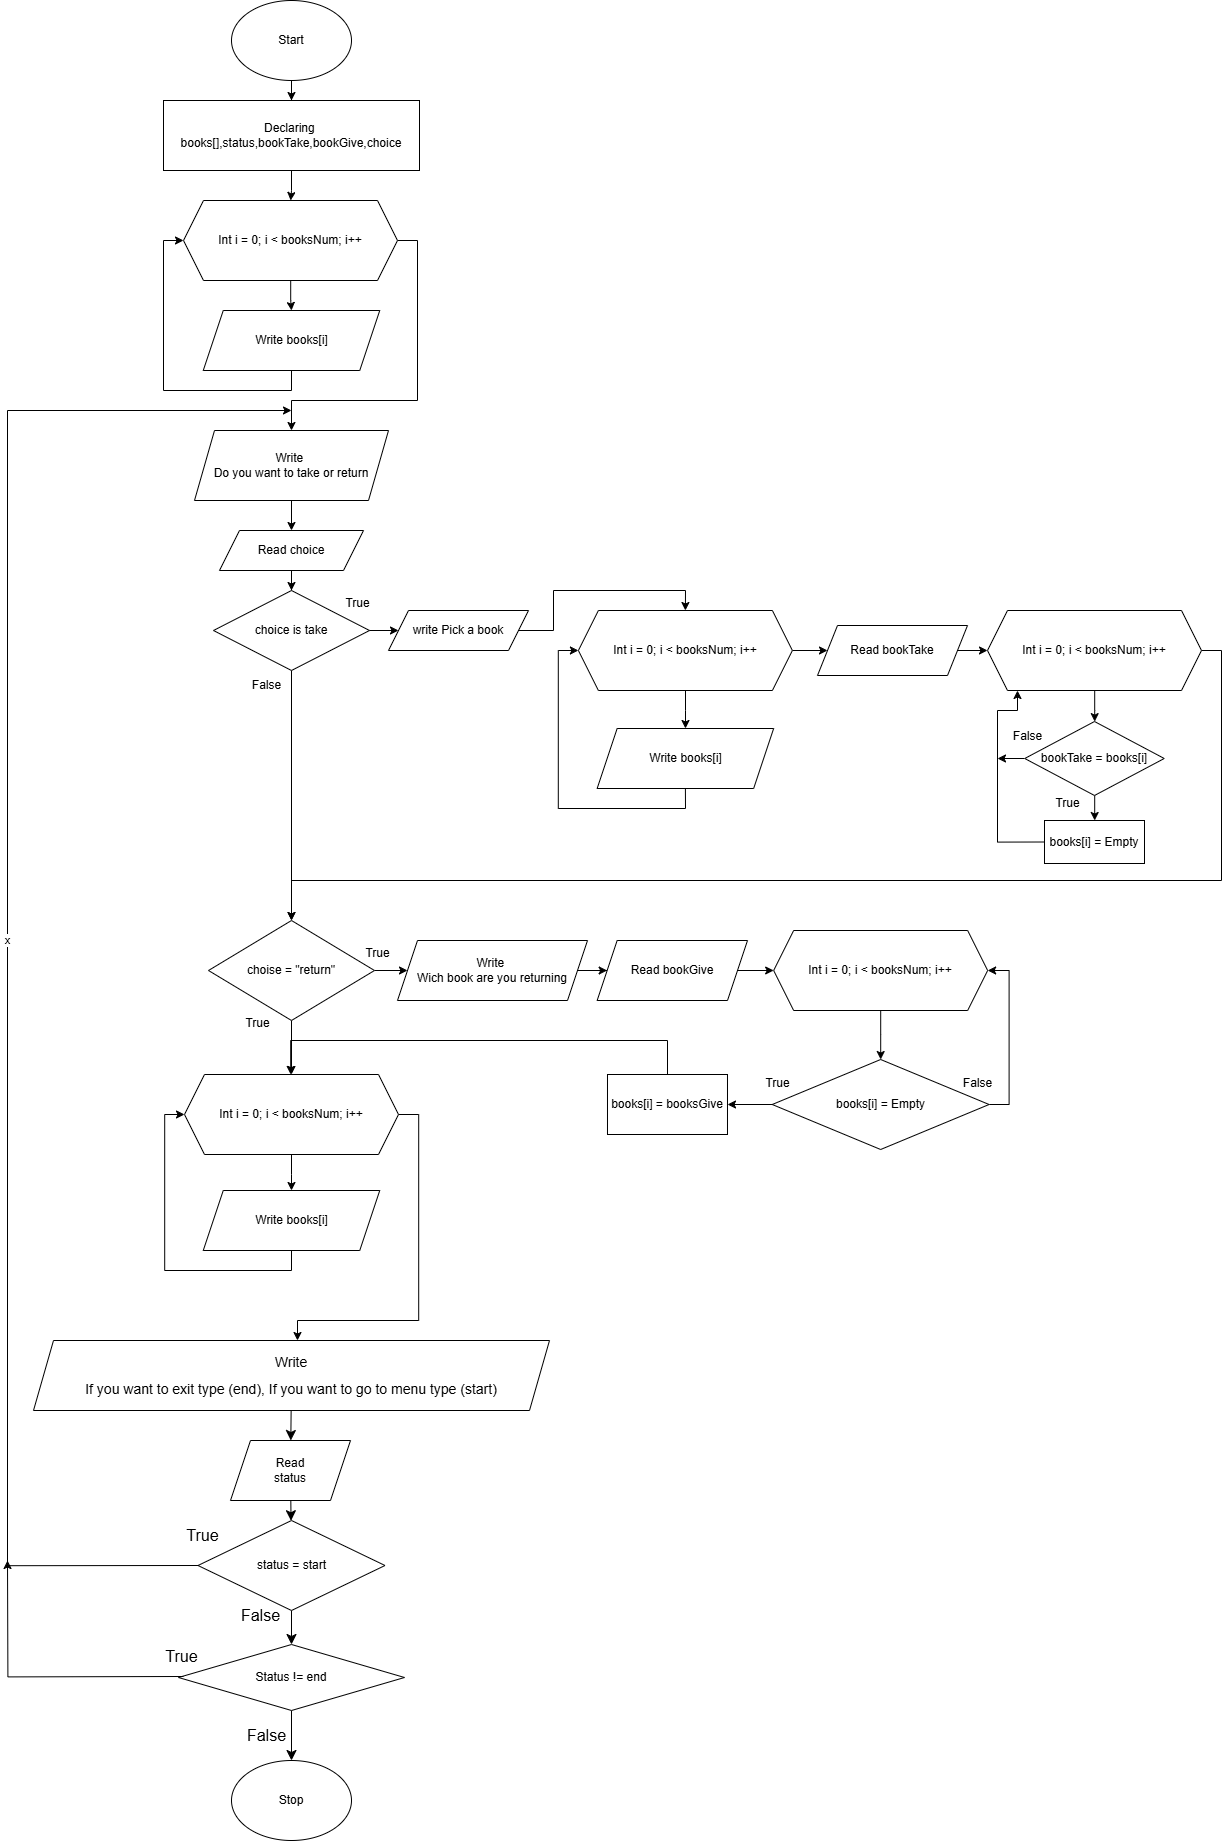 Start
Declaring
books[],status,bookTake,bookGive,choice
Int i = 0; i < booksNum; i++
Write books[i]
Write
Do you want to take or return
Read choice
choice is take
True
False
write Pick a book
Int i = 0; i < booksNum; i++
Write books[i]
Read bookTake
Int i = 0; i < booksNum; i++
False
bookTake = books[i]
True
books[i] = Empty
x
choise = "return"
True
True
Write
Wich book are you returning
Read bookGive
Int i = 0; i < booksNum; i++
True
False
books[i] = Empty
books[i] = booksGive
Int i = 0; i < booksNum; i++
Write books[i]
Write
If you want to exit type (end), If you want to go to menu type (start)
Read
status
True
status = start
False
True
Status != end
False
Stop